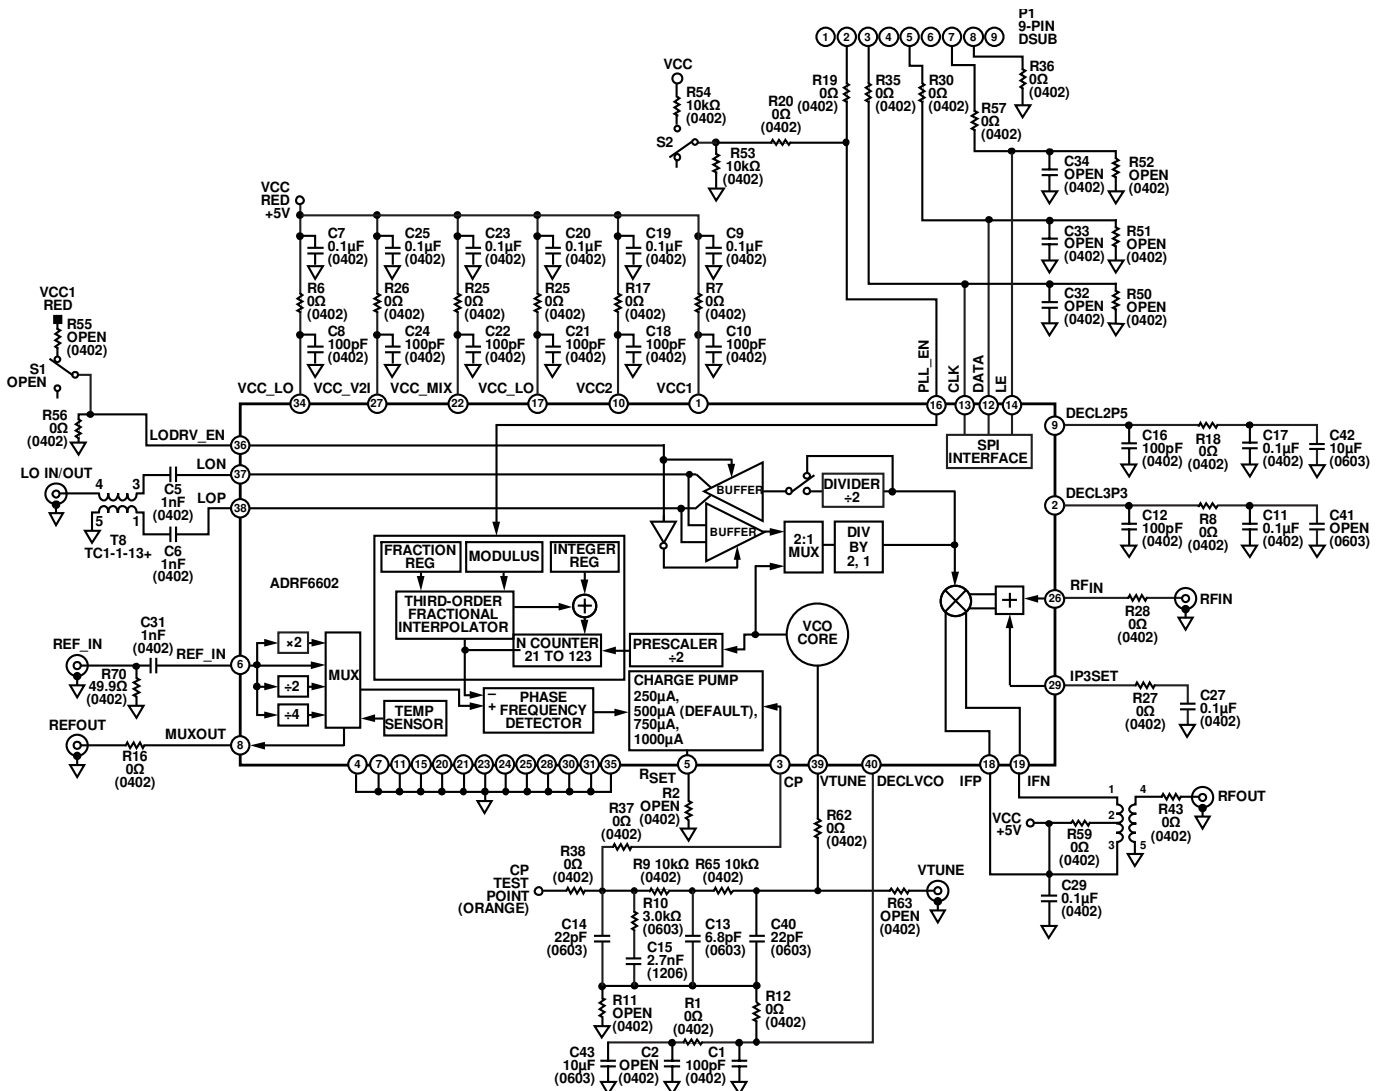 P1
9-PIN
DSUB
1 2 3 4 5 6 7 8 9
R36
0Ω
(0402)
R19
0Ω
(0402)
R35
0Ω
(0402)
R30
0Ω
(0402)
R57
0Ω
(0402)
VCC
R54
10kΩ
(0402)
R20
0Ω
(0402)
S2
R53
10kΩ
(0402)
C34
OPEN
(0402)
R52
OPEN
(0402)
C33
OPEN
(0402)
R51
OPEN
(0402)
C32
OPEN
(0402)
R50
OPEN
(0402)
VCC
RED
+5V
C7
0.1µF
(0402)
C25
0.1µF
(0402)
C23
0.1µF
(0402)
C20
0.1µF
(0402)
C19
0.1µF
(0402)
C9
0.1µF
(0402)
R6
0Ω
(0402)
R26
0Ω
(0402)
R25
0Ω
(0402)
R25
0Ω
(0402)
R17
0Ω
(0402)
R7
0Ω
(0402)
C8
100pF
(0402)
C24
100pF
(0402)
C22
100pF
(0402)
C21
100pF
(0402)
C18
100pF
(0402)
C10
100pF
(0402)
VCC_LO
VCC_V2I
VCC_MIX
VCC_LO
VCC2
VCC1
PLL_EN
CLK
DATA
LE
34 27 22 17 10 1 16 13 12 14
VCC1
RED
R55
OPEN
(0402)
S1
OPEN
R56
0Ω
(0402)
LODRV_EN
36
LON
37
LOP
38
LO IN/OUT
4 3
5 1
T8
TC1-1-13+
C5
1nF
(0402)
C6
1nF
(0402)
SPI
INTERFACE
BUFFER
BUFFER
DIVIDER
÷2
2:1
MUX
DIV
BY
2, 1
9
DECL2P5
C16
100pF
(0402)
R18
0Ω
(0402)
C17
0.1µF
(0402)
C42
10µF
(0603)
2
DECL3P3
C12
100pF
(0402)
R8
0Ω
(0402)
C11
0.1µF
(0402)
C41
OPEN
(0603)
ADRF6602
FRACTION
REG
MODULUS
INTEGER
REG
THIRD-ORDER
FRACTIONAL
INTERPOLATOR
+
N COUNTER
21 TO 123
PRESCALER
÷2
VCO
CORE
+
26
RFIN
R28
0Ω
(0402)
RFIN
29
IP3SET
R27
0Ω
(0402)
C27
0.1µF
(0402)
REF_IN
C31
1nF
(0402)
REF_IN
6
R70
49.9Ω
(0402)
×2
÷2
÷4
MUX
TEMP
SENSOR
−
+
PHASE
FREQUENCY
DETECTOR
CHARGE PUMP
250µA,
500µA (DEFAULT),
750µA,
1000µA
REFOUT
MUXOUT
8
R16
0Ω
(0402)
4 7 11 15 20 21 23 24 25 28 30 31 35 5 3 39 40 18 19
RSET
CP
VTUNE
DECLVCO
IFP
IFN
R2
OPEN
(0402)
R37
0Ω
(0402)
R62
0Ω
(0402)
1
2
3
4
5
R43
0Ω
(0402)
RFOUT
VCC
+5V
R59
0Ω
(0402)
C29
0.1µF
(0402)
CP
TEST
POINT
(ORANGE)
R38
0Ω
(0402)
R9 10kΩ
(0402)
R65 10kΩ
(0402)
VTUNE
R63
OPEN
(0402)
C14
22pF
(0603)
R10
3.0kΩ
(0603)
C15
2.7nF
(1206)
C13
6.8pF
(0603)
C40
22pF
(0603)
R11
OPEN
(0402)
R1
0Ω
(0402)
R12
0Ω
(0402)
C43
10µF
(0603)
C2
OPEN
(0402)
C1
100pF
(0402)